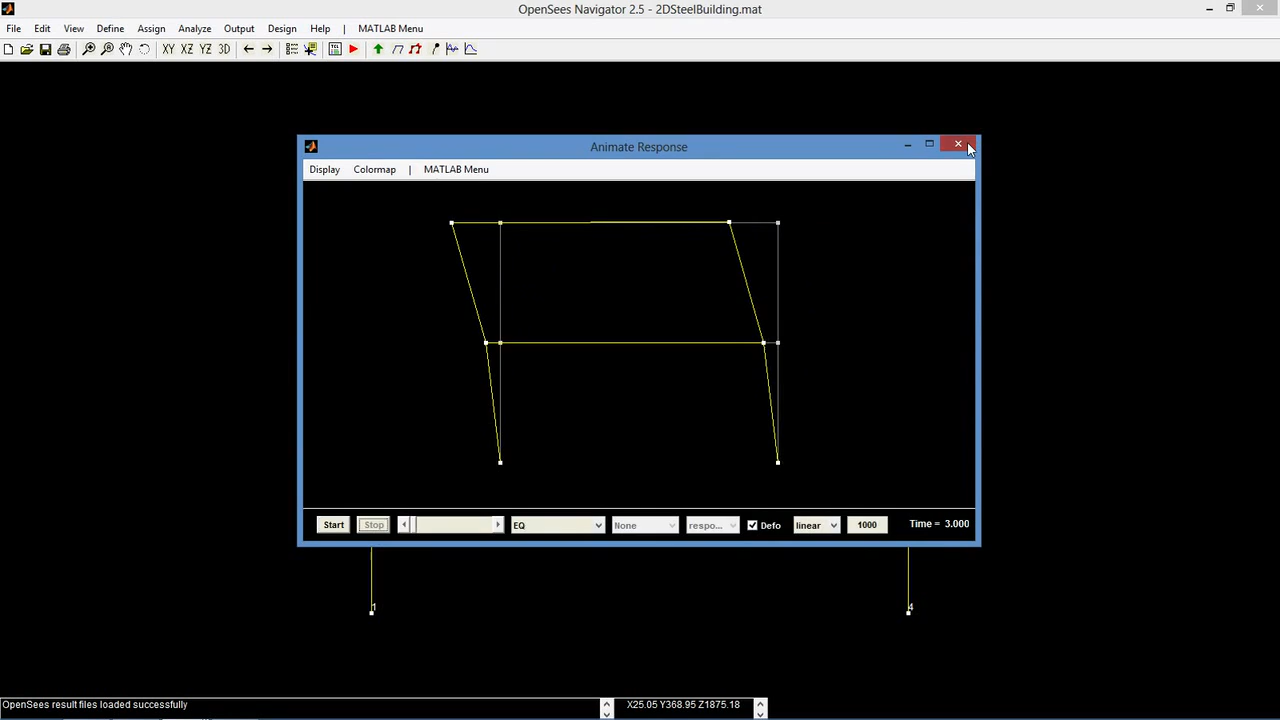 OpenSees Navigator 2.5 - 2DSteelBuilding.mat
File Edit View Define Assign Analyze Output Design Help MATLAB Menu
XY XZ YZ 3D TCL
Animate Response
Display Colormap | MATLAB Menu
Start Stop EQ None respo... Defo linear 1000 Time = 3.000
1 4
OpenSees result files loaded successfully X25.05 Y368.95 Z1875.18